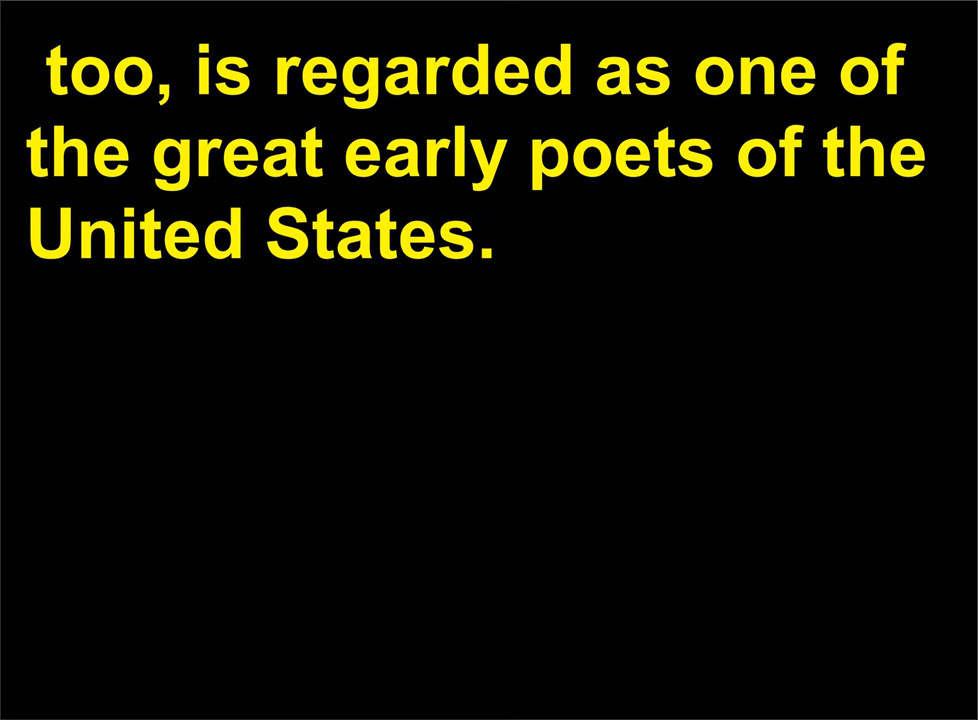 too, is regarded as one of
the great early poets of the
United States.